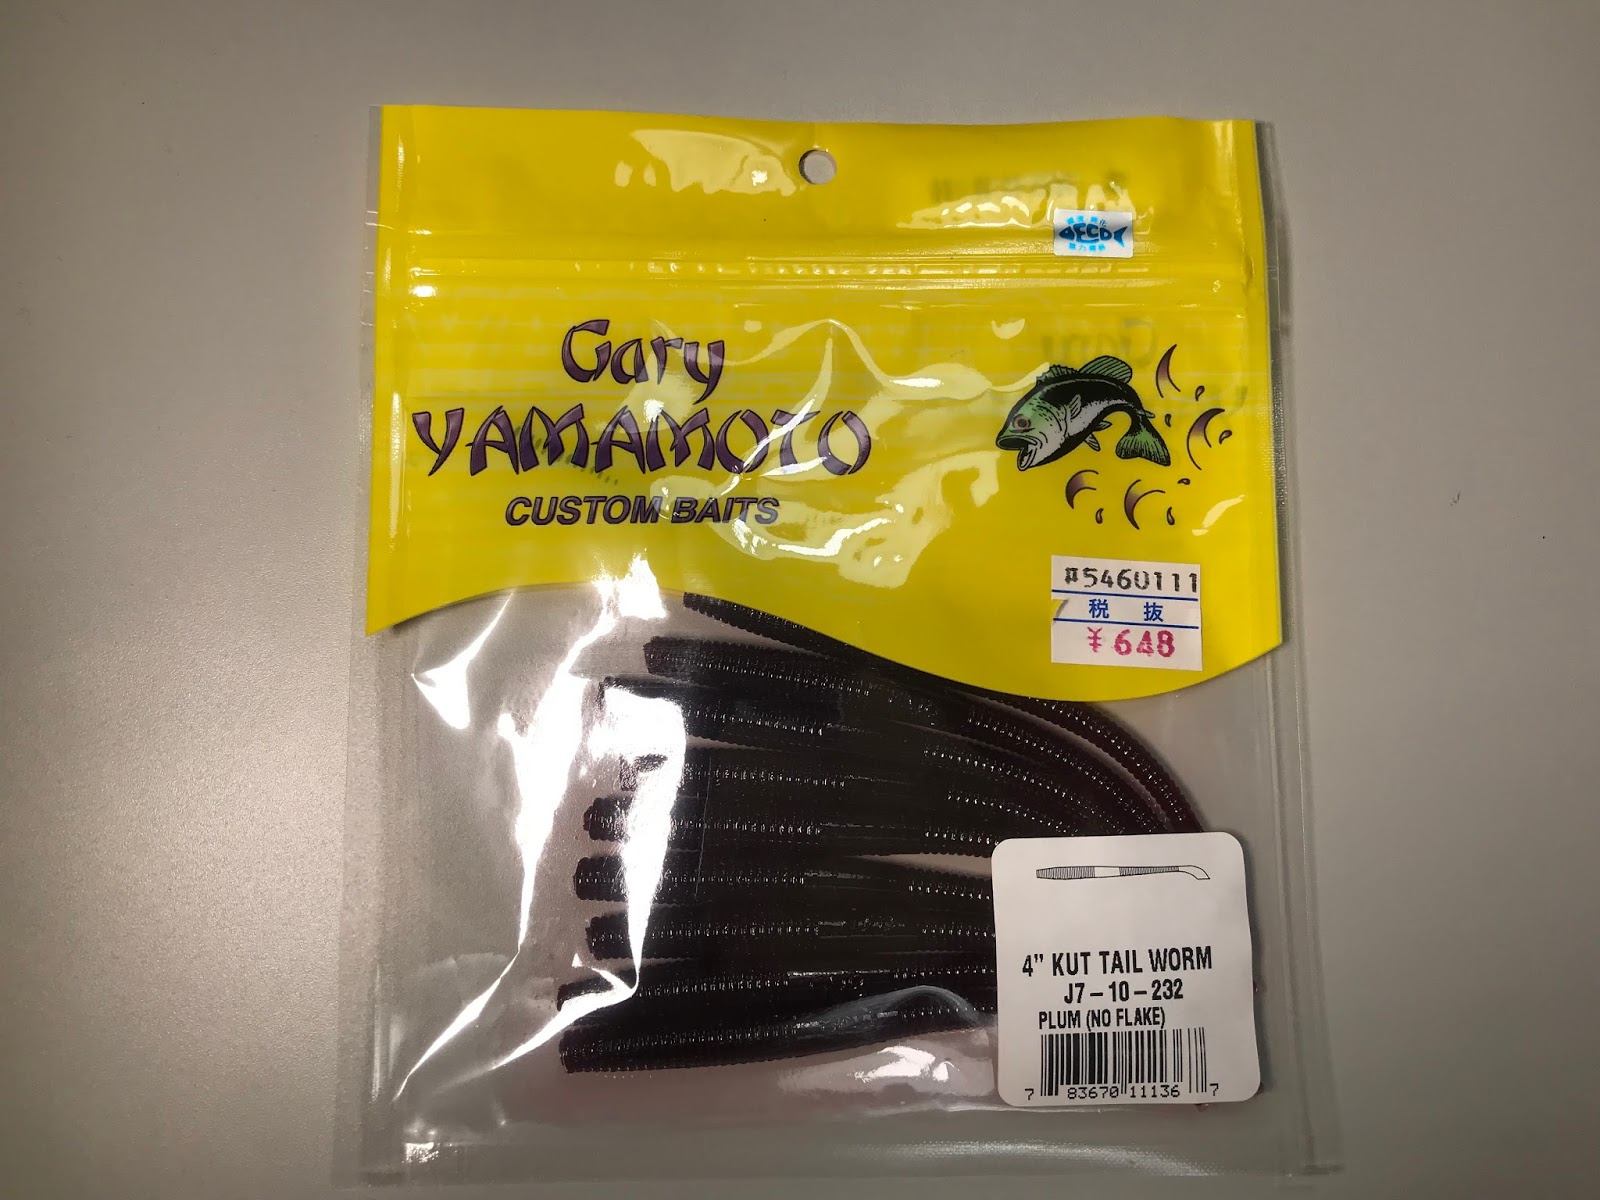 ECO
Gary
YAMAMOTO
CUSTOM BAITS
#5460111
税 抜
¥648
4” KUT TAIL WORM
J7-10-232
PLUM (NO FLAKE)
7 83670 11136 7